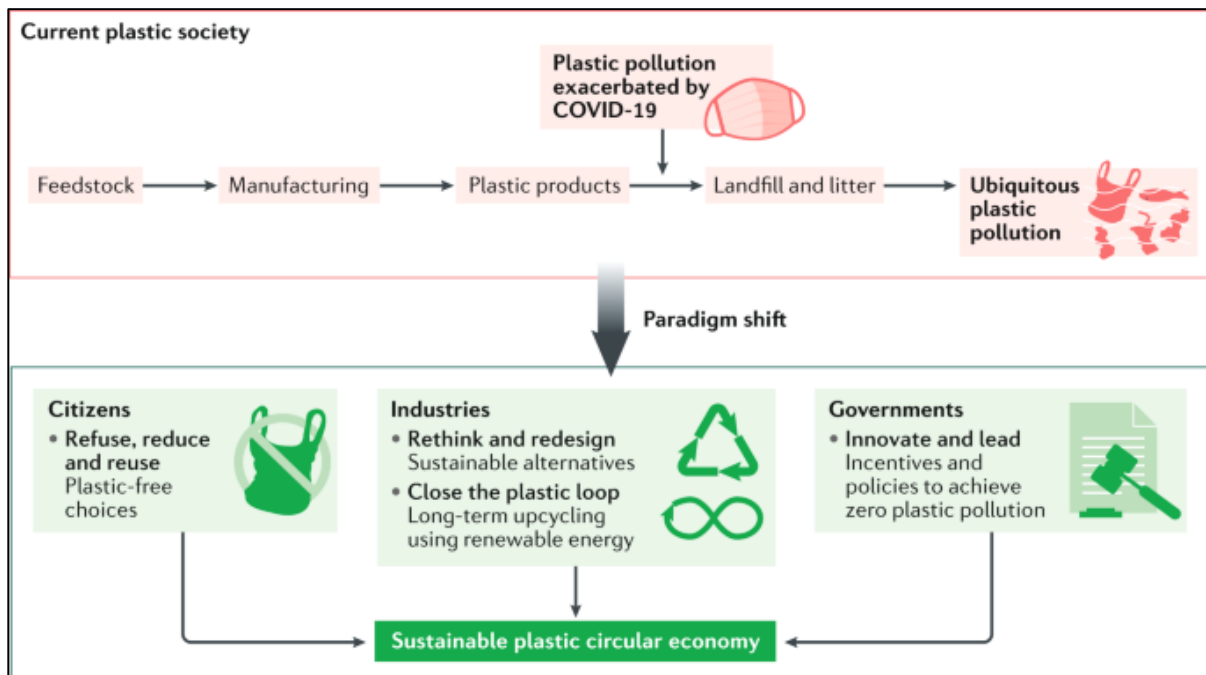 Current plastic society
Plastic pollution
exacerbated by
COVID-19
Feedstock
Manufacturing
Plastic products
Landfill and litter
Ubiquitous
plastic
pollution
Paradigm shift
Citizens
• Refuse, reduce
and reuse
Plastic-free
choices
Industries
• Rethink and redesign
Sustainable alternatives
• Close the plastic loop
Long-term upcycling
using renewable energy
Governments
• Innovate and lead
Incentives and
policies to achieve
zero plastic pollution
Sustainable plastic circular economy